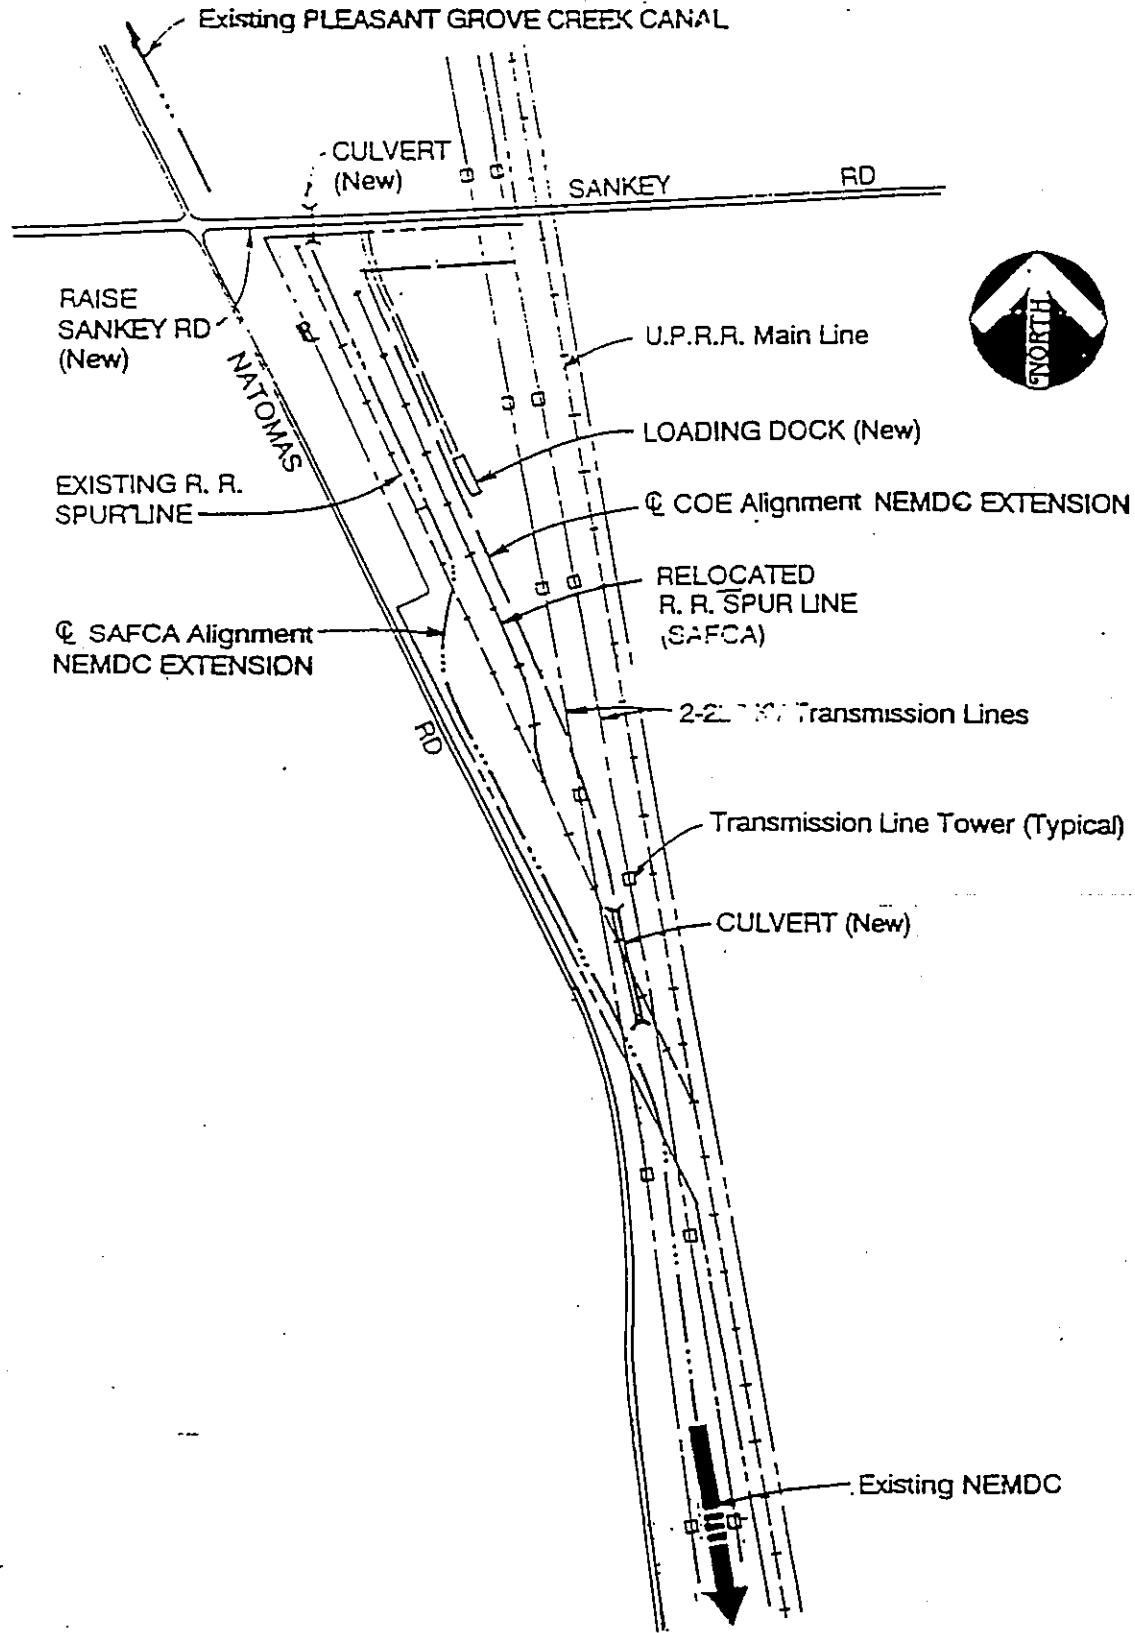 Existing PLEASANT GROVE CREEK CANAL
CULVERT
(New)
SANKEY RD
RAISE
SANKEY RD
(New)
NORTH
U.P.R.R. Main Line
NATOMAS
LOADING DOCK (New)
EXISTING R. R.
SPUR LINE
℄ COE Alignment NEMDC EXTENSION
RELOCATED
R. R. SPUR LINE
(SAFCA)
℄ SAFCA Alignment
NEMDC EXTENSION
Transmission Lines
RD
Transmission Line Tower (Typical)
CULVERT (New)
Existing NEMDC